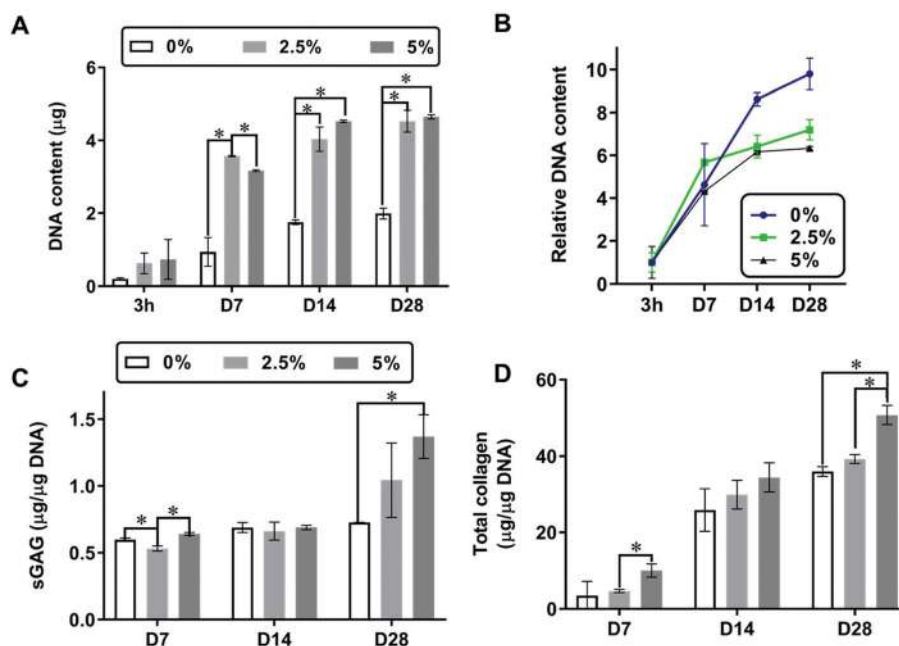 A
0% 2.5% 5%
DNA content (μg)
6
4
2
0
* *
* *
* *
3h D7 D14 D28
B
Relative DNA content
10
8
6
4
2
0
0%
2.5%
5%
3h D7 D14 D28
C
0% 2.5% 5%
sGAG (μg/μg DNA)
1.5
1.0
0.5
0.0
* *
*
D7 D14 D28
D
Total collagen
(μg/μg DNA)
60
40
20
0
*
*
*
D7 D14 D28